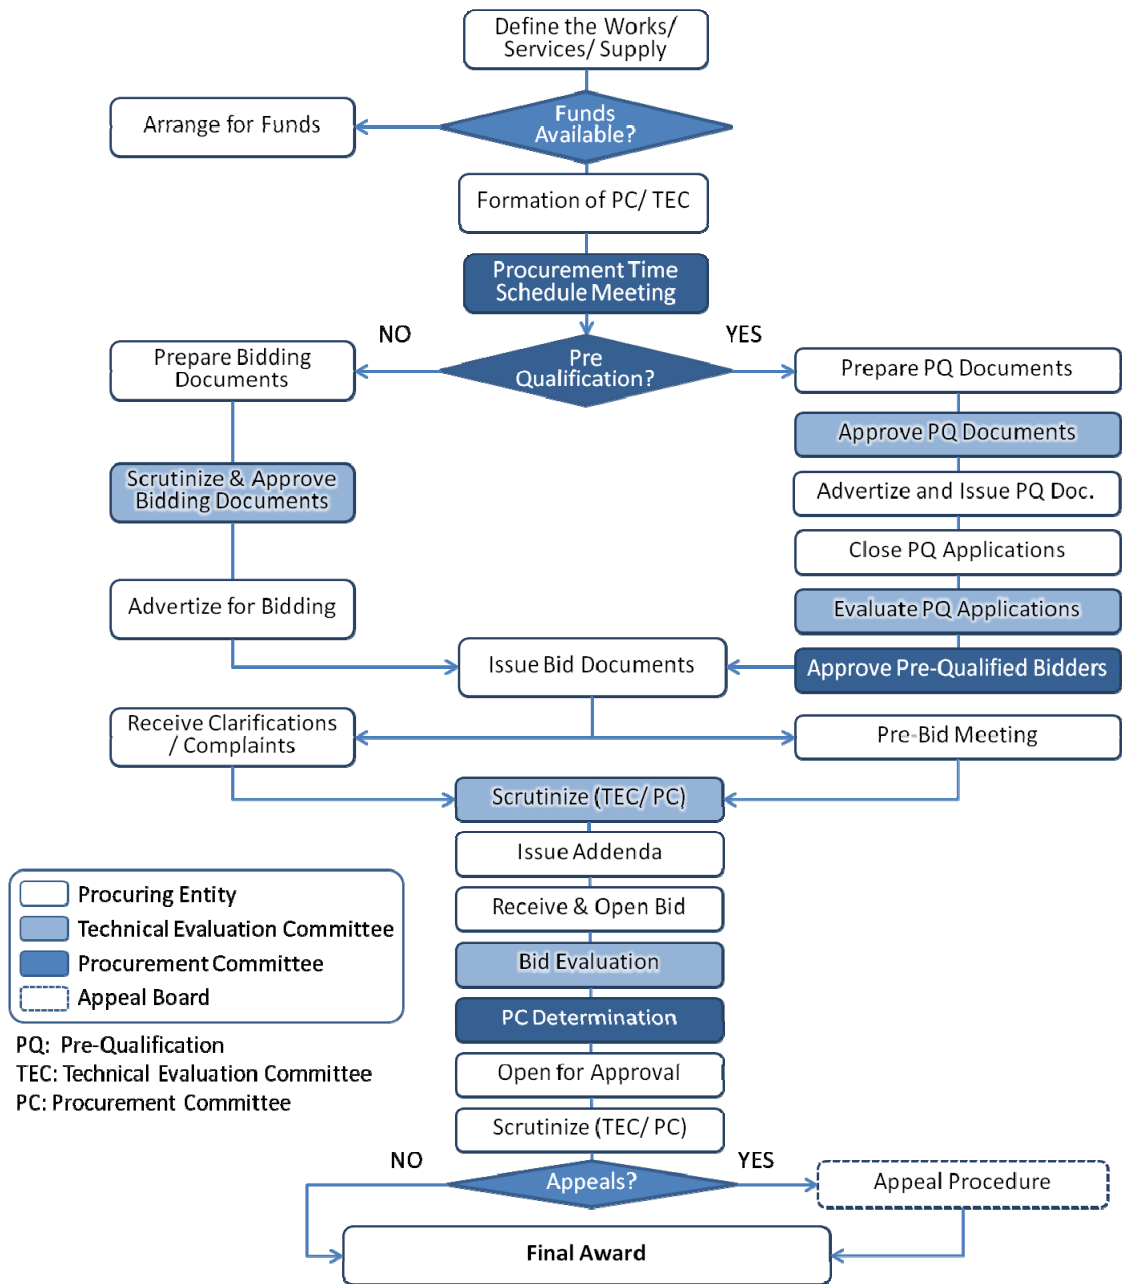 Define the Works/
Services/ Supply
Funds
Available?
Arrange for Funds
Formation of PC/ TEC
Procurement Time
Schedule Meeting
NO
YES
Pre
Qualification?
Prepare Bidding
Documents
Prepare PQ Documents
Approve PQ Documents
Scrutinize & Approve
Bidding Documents
Advertize and Issue PQ Doc.
Close PQ Applications
Advertize for Bidding
Evaluate PQ Applications
Issue Bid Documents
Approve Pre-Qualified Bidders
Receive Clarifications
/ Complaints
Pre-Bid Meeting
Scrutinize (TEC/ PC)
Issue Addenda
Receive & Open Bid
Bid Evaluation
PC Determination
Open for Approval
Scrutinize (TEC/ PC)
Procuring Entity
Technical Evaluation Committee
Procurement Committee
Appeal Board
PQ: Pre-Qualification
TEC: Technical Evaluation Committee
PC: Procurement Committee
NO
YES
Appeals?
Appeal Procedure
Final Award